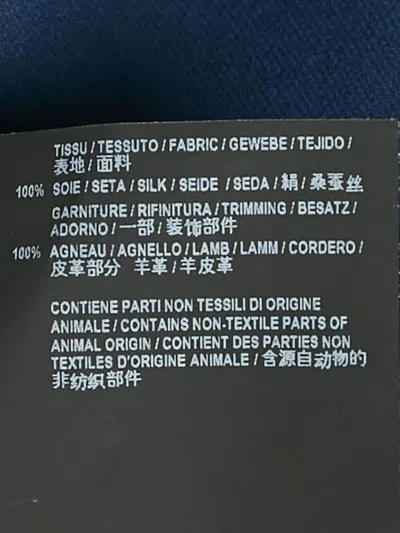 TISSU / TESSUTO / FABRIC / GEWEBE / TEJIDO /
表地 / 面料
100% SOIE / SETA / SILK / SEIDE / SEDA / 絹 / 桑蚕丝
GARNITURE / RIFINITURA / TRIMMING / BESATZ /
ADORNO / 一部 / 装饰部件
100% AGNEAU / AGNELLO / LAMB / LAMM / CORDERO /
皮革部分 羊革 / 羊皮革
CONTIENE PARTI NON TESSILI DI ORIGINE
ANIMALE / CONTAINS NON-TEXTILE PARTS OF
ANIMAL ORIGIN / CONTIENT DES PARTIES NON
TEXTILES D'ORIGINE ANIMALE / 含源自动物的
非纺织部件